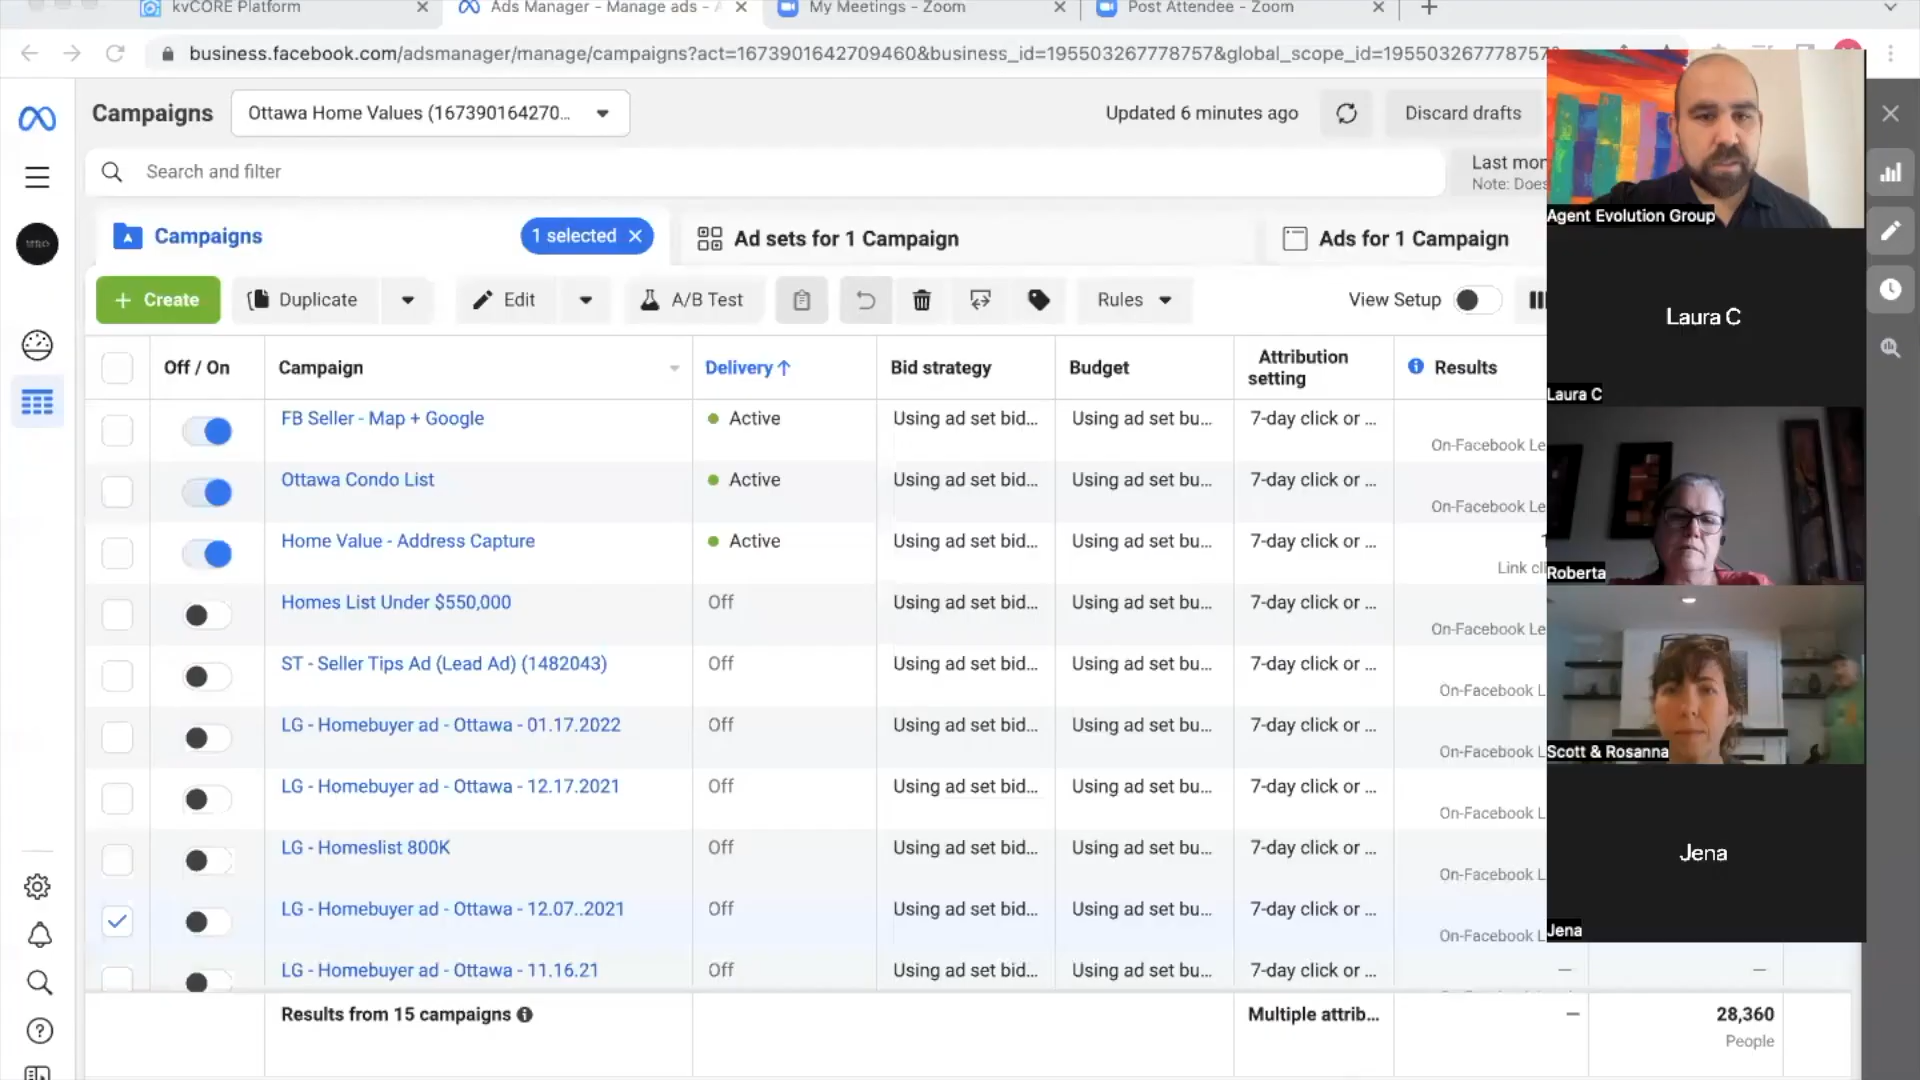 kvCORE Platform
Ads Manager - Manage ads - A
My Meetings - Zoom
Post Attendee - Zoom
business.facebook.com/adsmanager/manage/campaigns?act=1673901642709460&business_id=195503267778757&global_scope_id=195503267778757
Campaigns
Ottawa Home Values (167390164270...
Updated 6 minutes ago
Discard drafts
Search and filter
Last mon
Note: Does
Campaigns
1 selected
Ad sets for 1 Campaign
Ads for 1 Campaign
+ Create
Duplicate
Edit
A/B Test
Rules
View Setup
Off / On
Campaign
Delivery
Bid strategy
Budget
Attribution
setting
Results
FB Seller - Map + Google
Active
Using ad set bid...
Using ad set bu...
7-day click or ...
On-Facebook Le
Ottawa Condo List
Active
Using ad set bid...
Using ad set bu...
7-day click or ...
On-Facebook Le
Home Value - Address Capture
Active
Using ad set bid...
Using ad set bu...
7-day click or ...
Link cli
Homes List Under $550,000
Off
Using ad set bid...
Using ad set bu...
7-day click or ...
On-Facebook Le
ST - Seller Tips Ad (Lead Ad) (1482043)
Off
Using ad set bid...
Using ad set bu...
7-day click or ...
On-Facebook L
LG - Homebuyer ad - Ottawa - 01.17.2022
Off
Using ad set bid...
Using ad set bu...
7-day click or ...
On-Facebook L
LG - Homebuyer ad - Ottawa - 12.17.2021
Off
Using ad set bid...
Using ad set bu...
7-day click or ...
On-Facebook L
LG - Homeslist 800K
Off
Using ad set bid...
Using ad set bu...
7-day click or ...
On-Facebook L
LG - Homebuyer ad - Ottawa - 12.07..2021
Off
Using ad set bid...
Using ad set bu...
7-day click or ...
On-Facebook L
LG - Homebuyer ad - Ottawa - 11.16.21
Off
Using ad set bid...
Using ad set bu...
7-day click or ...
—
—
Results from 15 campaigns
Multiple attrib...
—
28,360
People
Agent Evolution Group
Laura C
Laura C
Roberta
Scott & Rosanna
Jena
Jena